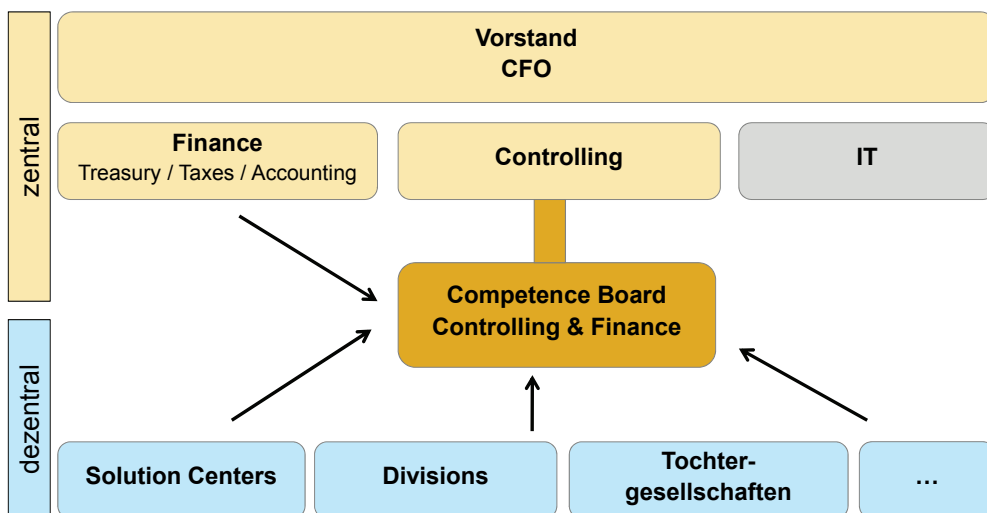 zentral
Vorstand
CFO
Finance
Treasury / Taxes / Accounting
Controlling
IT
Competence Board
Controlling & Finance
dezentral
Solution Centers
Divisions
Tochter-
gesellschaften
...